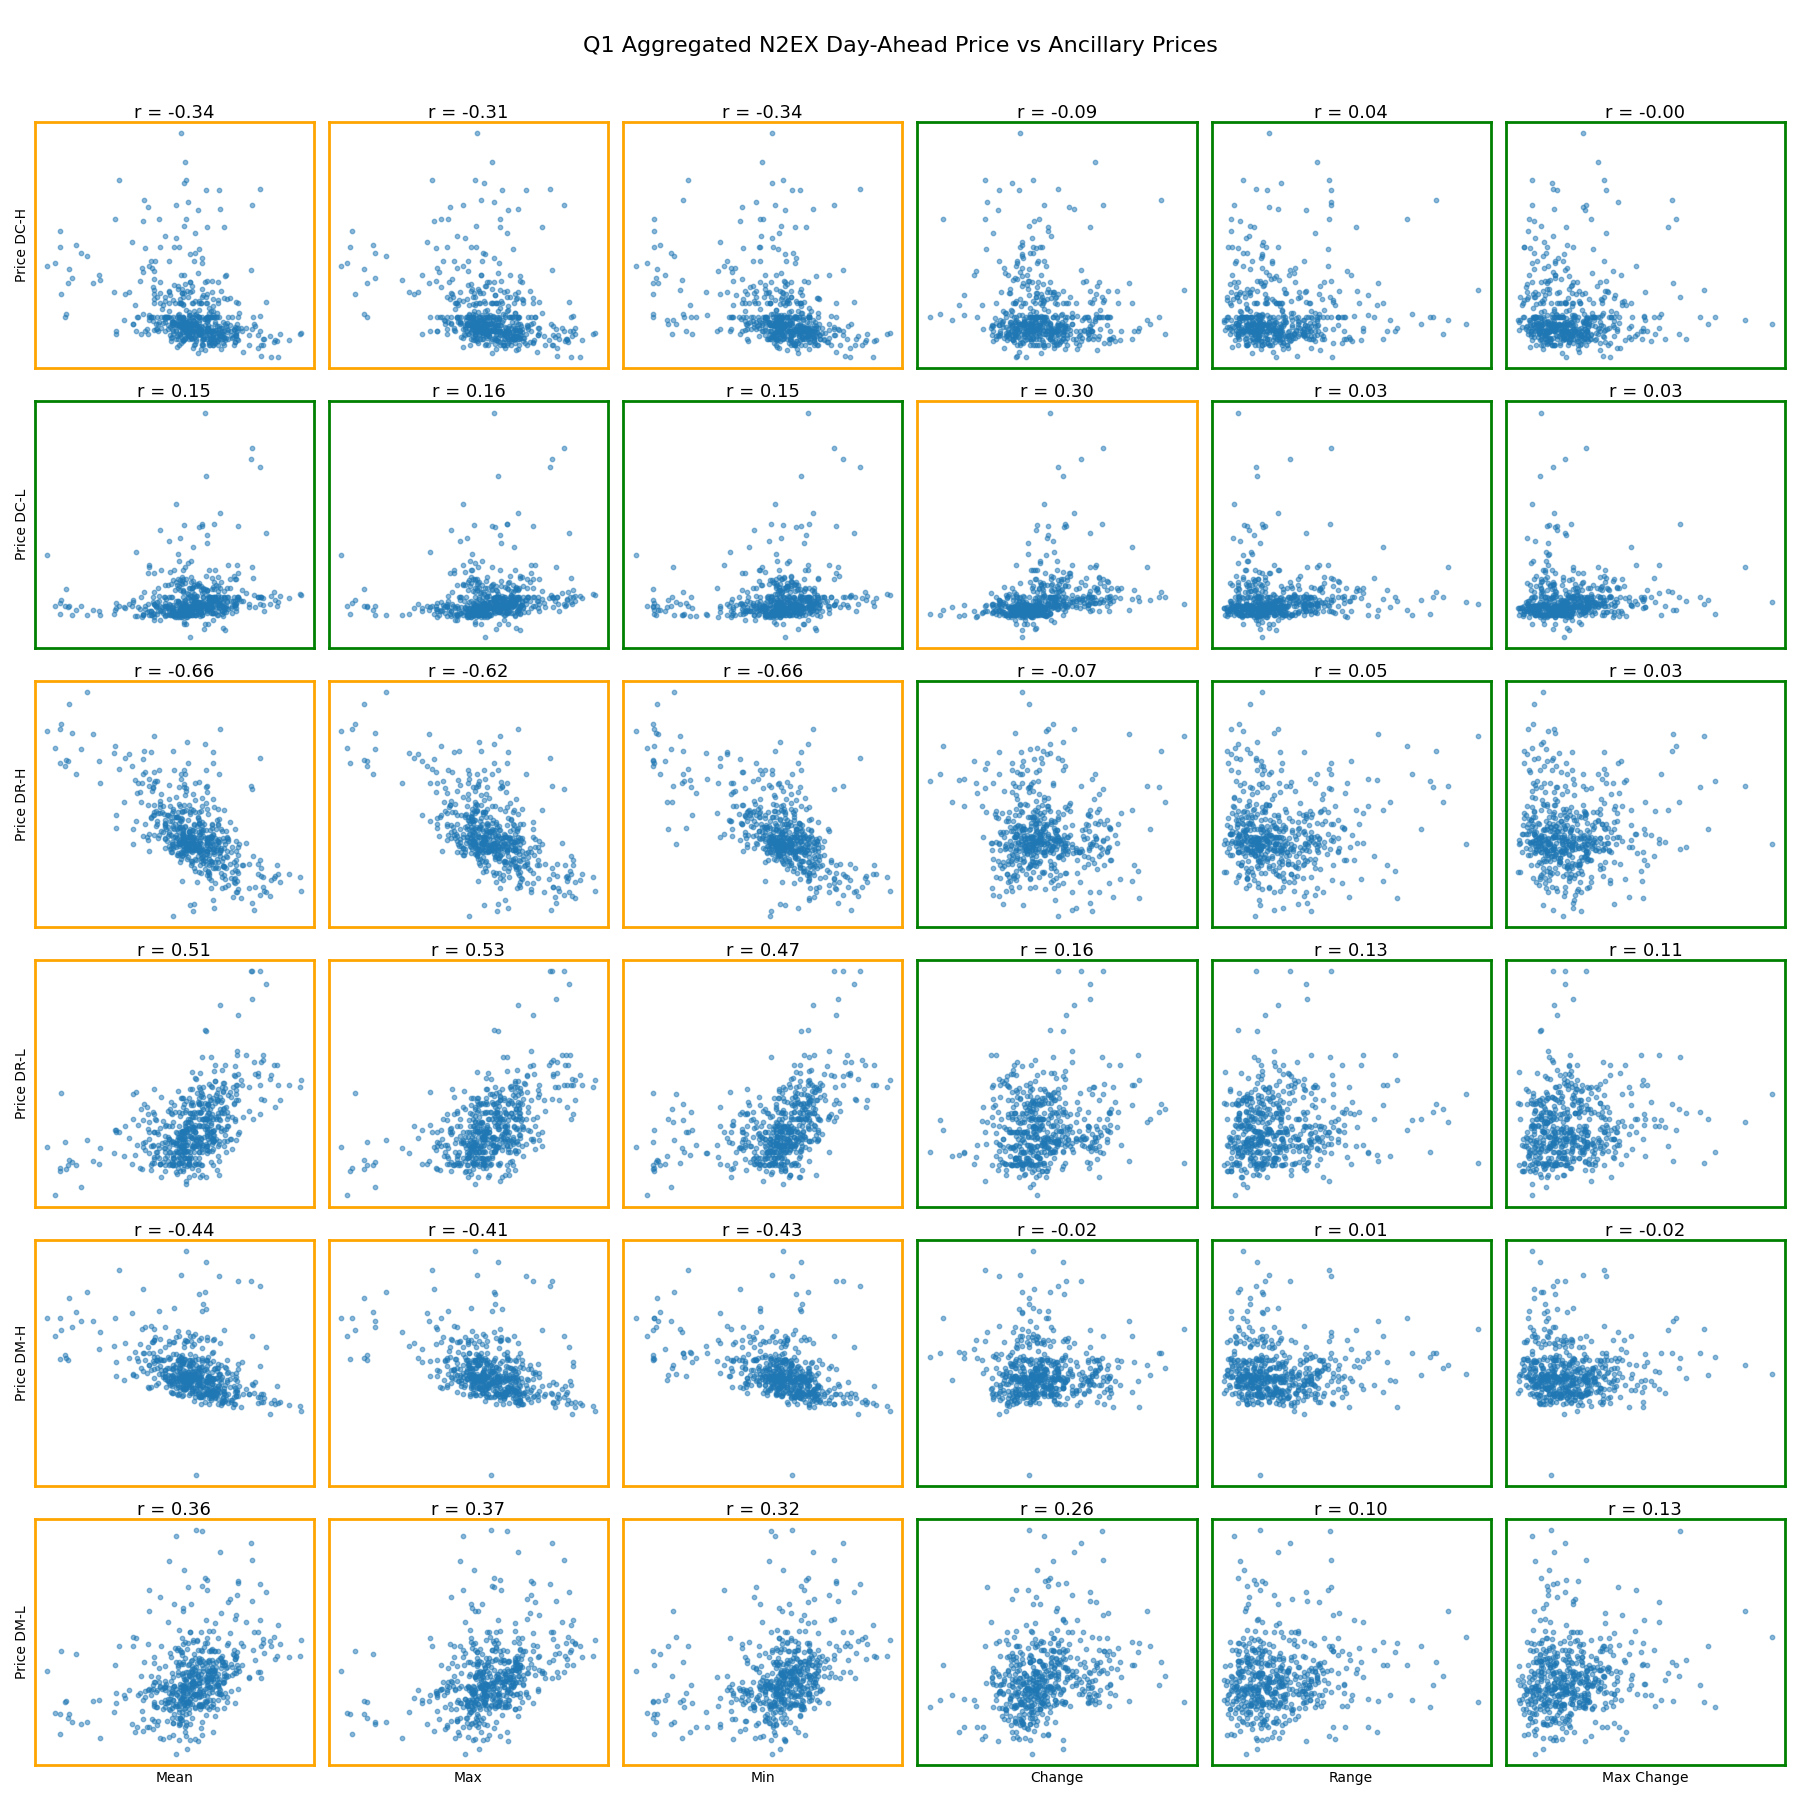 Q1 Aggregated N2EX Day-Ahead Price vs Ancillary Prices
r = -0.34 r = -0.31 r = -0.34 r = -0.09 r = 0.04 r = -0.00
Price DC-H
r = 0.15 r = 0.16 r = 0.15 r = 0.30 r = 0.03 r = 0.03
Price DC-L
r = -0.66 r = -0.62 r = -0.66 r = -0.07 r = 0.05 r = 0.03
Price DR-H
r = 0.51 r = 0.53 r = 0.47 r = 0.16 r = 0.13 r = 0.11
Price DR-L
r = -0.44 r = -0.41 r = -0.43 r = -0.02 r = 0.01 r = -0.02
Price DM-H
r = 0.36 r = 0.37 r = 0.32 r = 0.26 r = 0.10 r = 0.13
Price DM-L
Mean Max Min Change Range Max Change